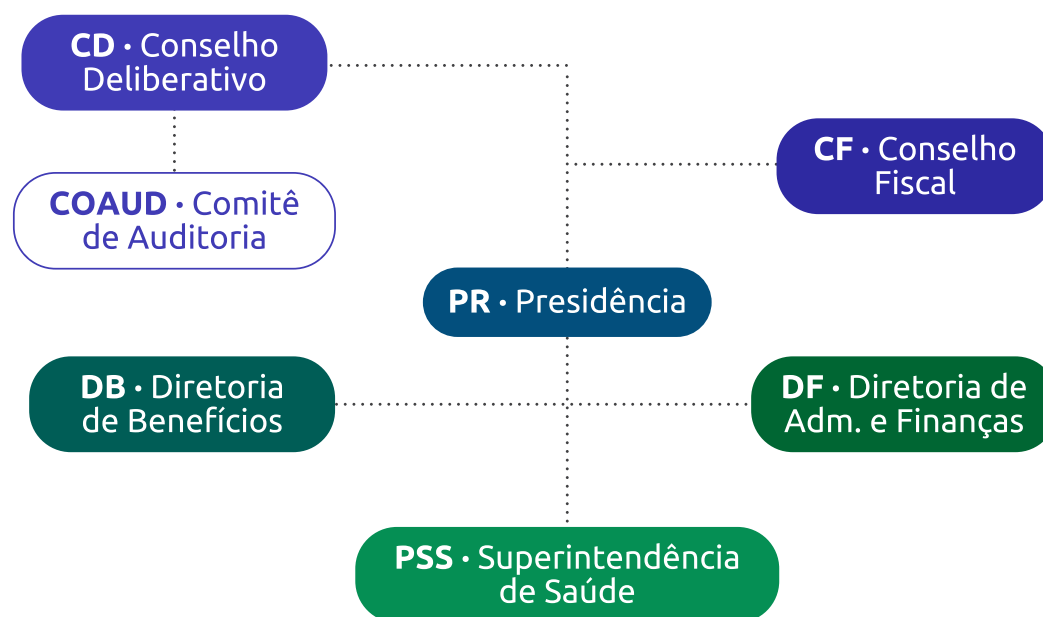 CD · Conselho
Deliberativo
CF · Conselho
Fiscal
COAUD · Comitê
de Auditoria
PR · Presidência
DB · Diretoria
de Benefícios
DF · Diretoria de
Adm. e Finanças
PSS · Superintendência
de Saúde